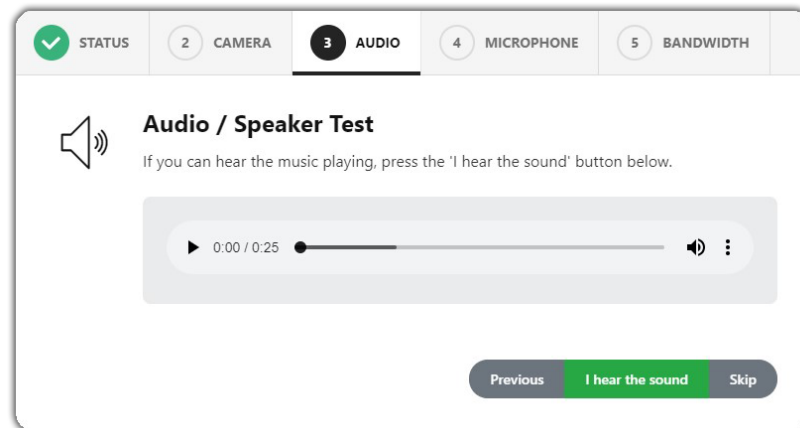 STATUS
2 CAMERA
3 AUDIO
4 MICROPHONE
5 BANDWIDTH
Audio / Speaker Test
If you can hear the music playing, press the 'I hear the sound' button below.
0:00 / 0:25
Previous
I hear the sound
Skip